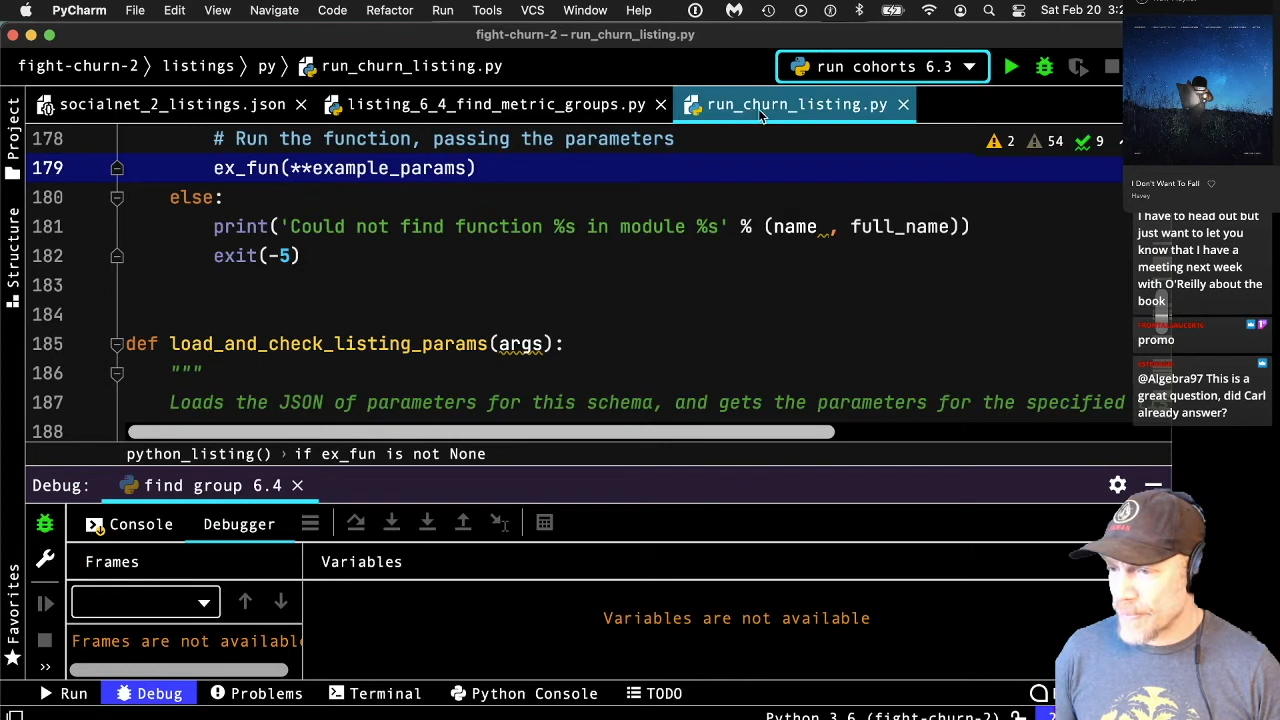 PyCharm File Edit View Navigate Code Refactor Run Tools VCS Window Help Sat Feb 20
fight-churn-2 – run_churn_listing.py
fight-churn-2 listings py run_churn_listing.py run cohorts 6.3
socialnet_2_listings.json listing_6_4_find_metric_groups.py run_churn_listing.py
Project
Structure
Favorites
178 # Run the function, passing the parameters
2 54 9
179 ex_fun(**example_params)
180 else:
181 print('Could not find function %s in module %s' % (name , full_name))
182 exit(-5)
183
184
185 def load_and_check_listing_params(args):
186 """
187 Loads the JSON of parameters for this schema, and gets the parameters for the specified
188
python_listing() › if ex_fun is not None
Debug: find group 6.4
Console Debugger
Frames Variables
Variables are not available
Frames are not available
Run Debug Problems Terminal Python Console TODO
Python 3.6 (fight-churn-2)
I Don't Want To Fall
Havey
I have to head out but
just want to let you
know that I have a
meeting next week
with O'Reilly about the
book
promo
@Algebra97 This is a
great question, did Carl
already answer?